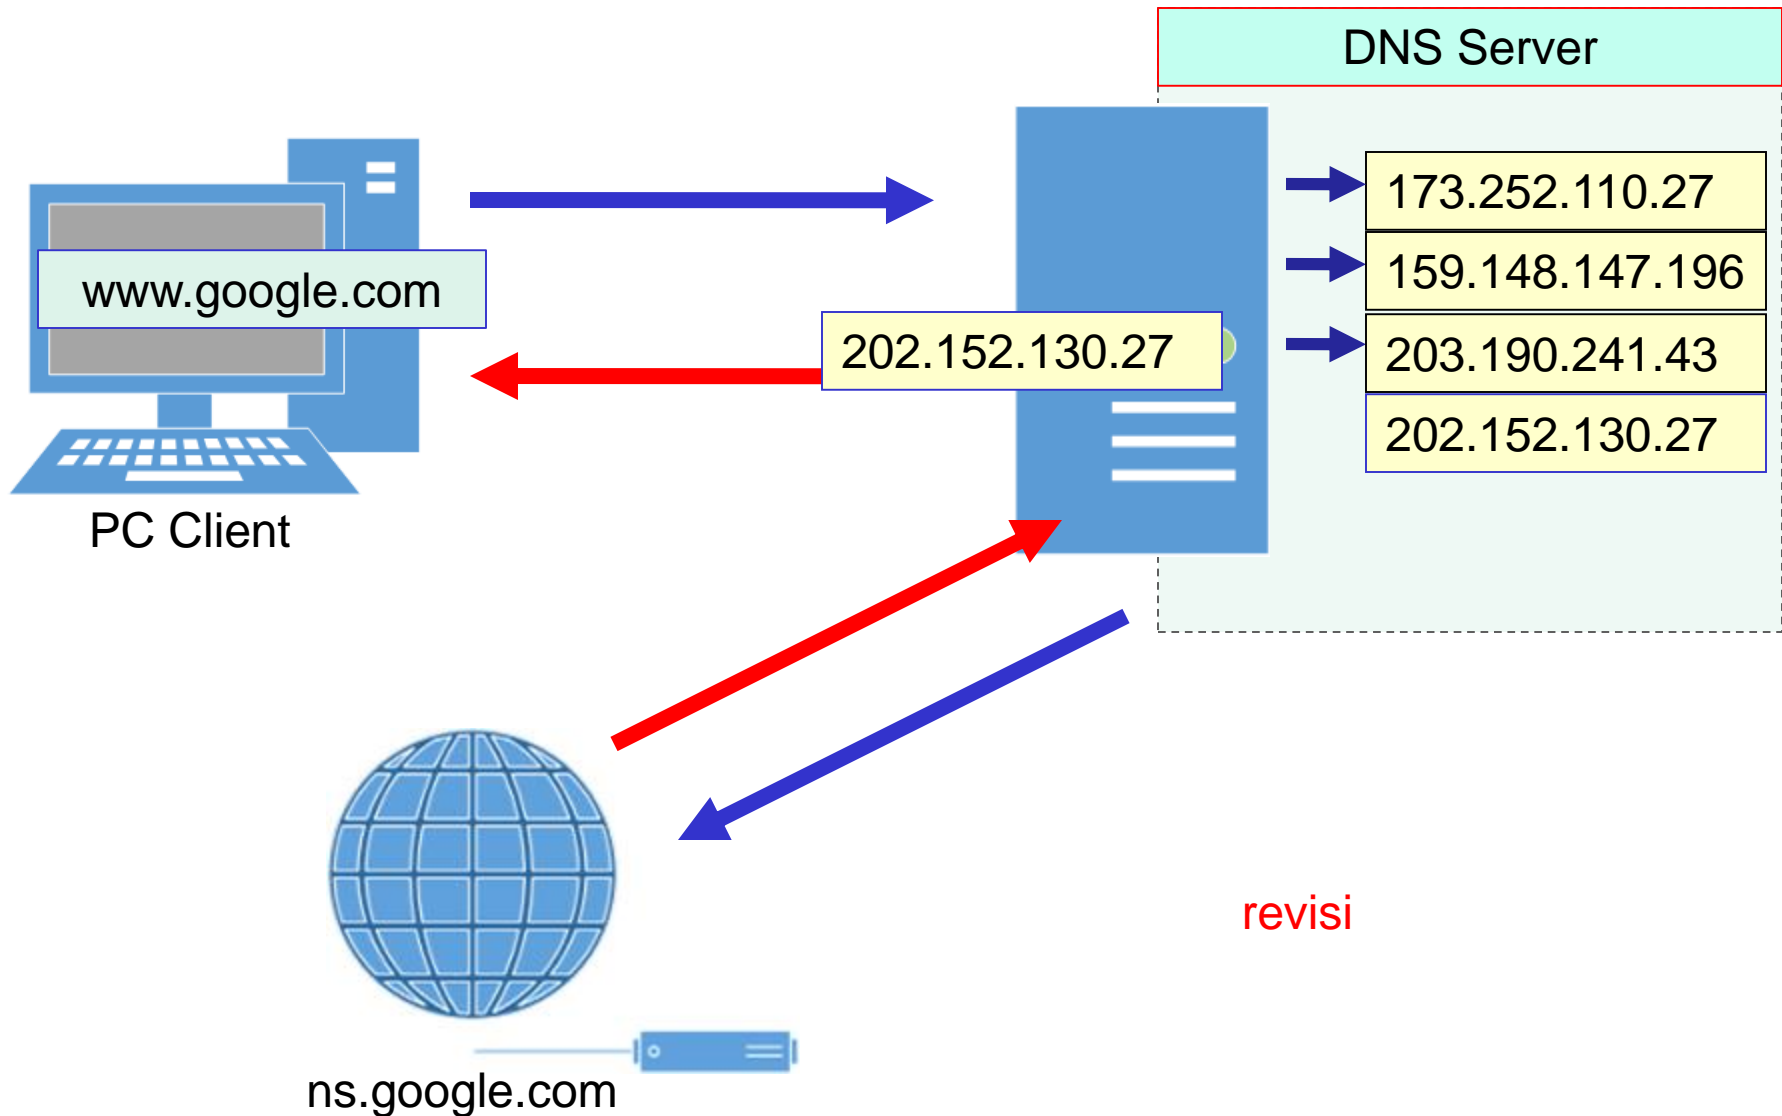 DNS Server
173.252.110.27
www.google.com
159.148.147.196
202.152.130.27
203.190.241.43
202.152.130.27
PC Client
revisi
ns.google.com